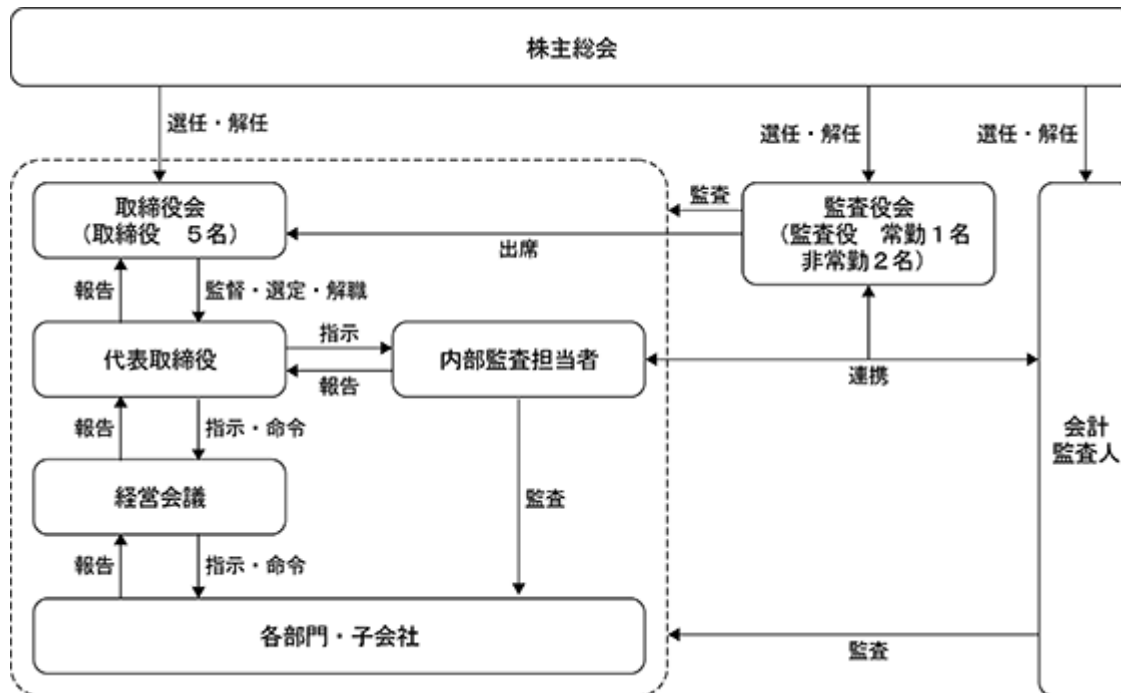 株主総会
選任・解任
選任・解任
選任・解任
取締役会
（取締役　５名）
監査
監査役会
（監査役　常勤１名
非常勤２名）
出席
報告
監督・選定・解職
代表取締役
指示
報告
内部監査担当者
連携
会計
監査人
報告
指示・命令
経営会議
監査
報告
指示・命令
各部門・子会社
監査